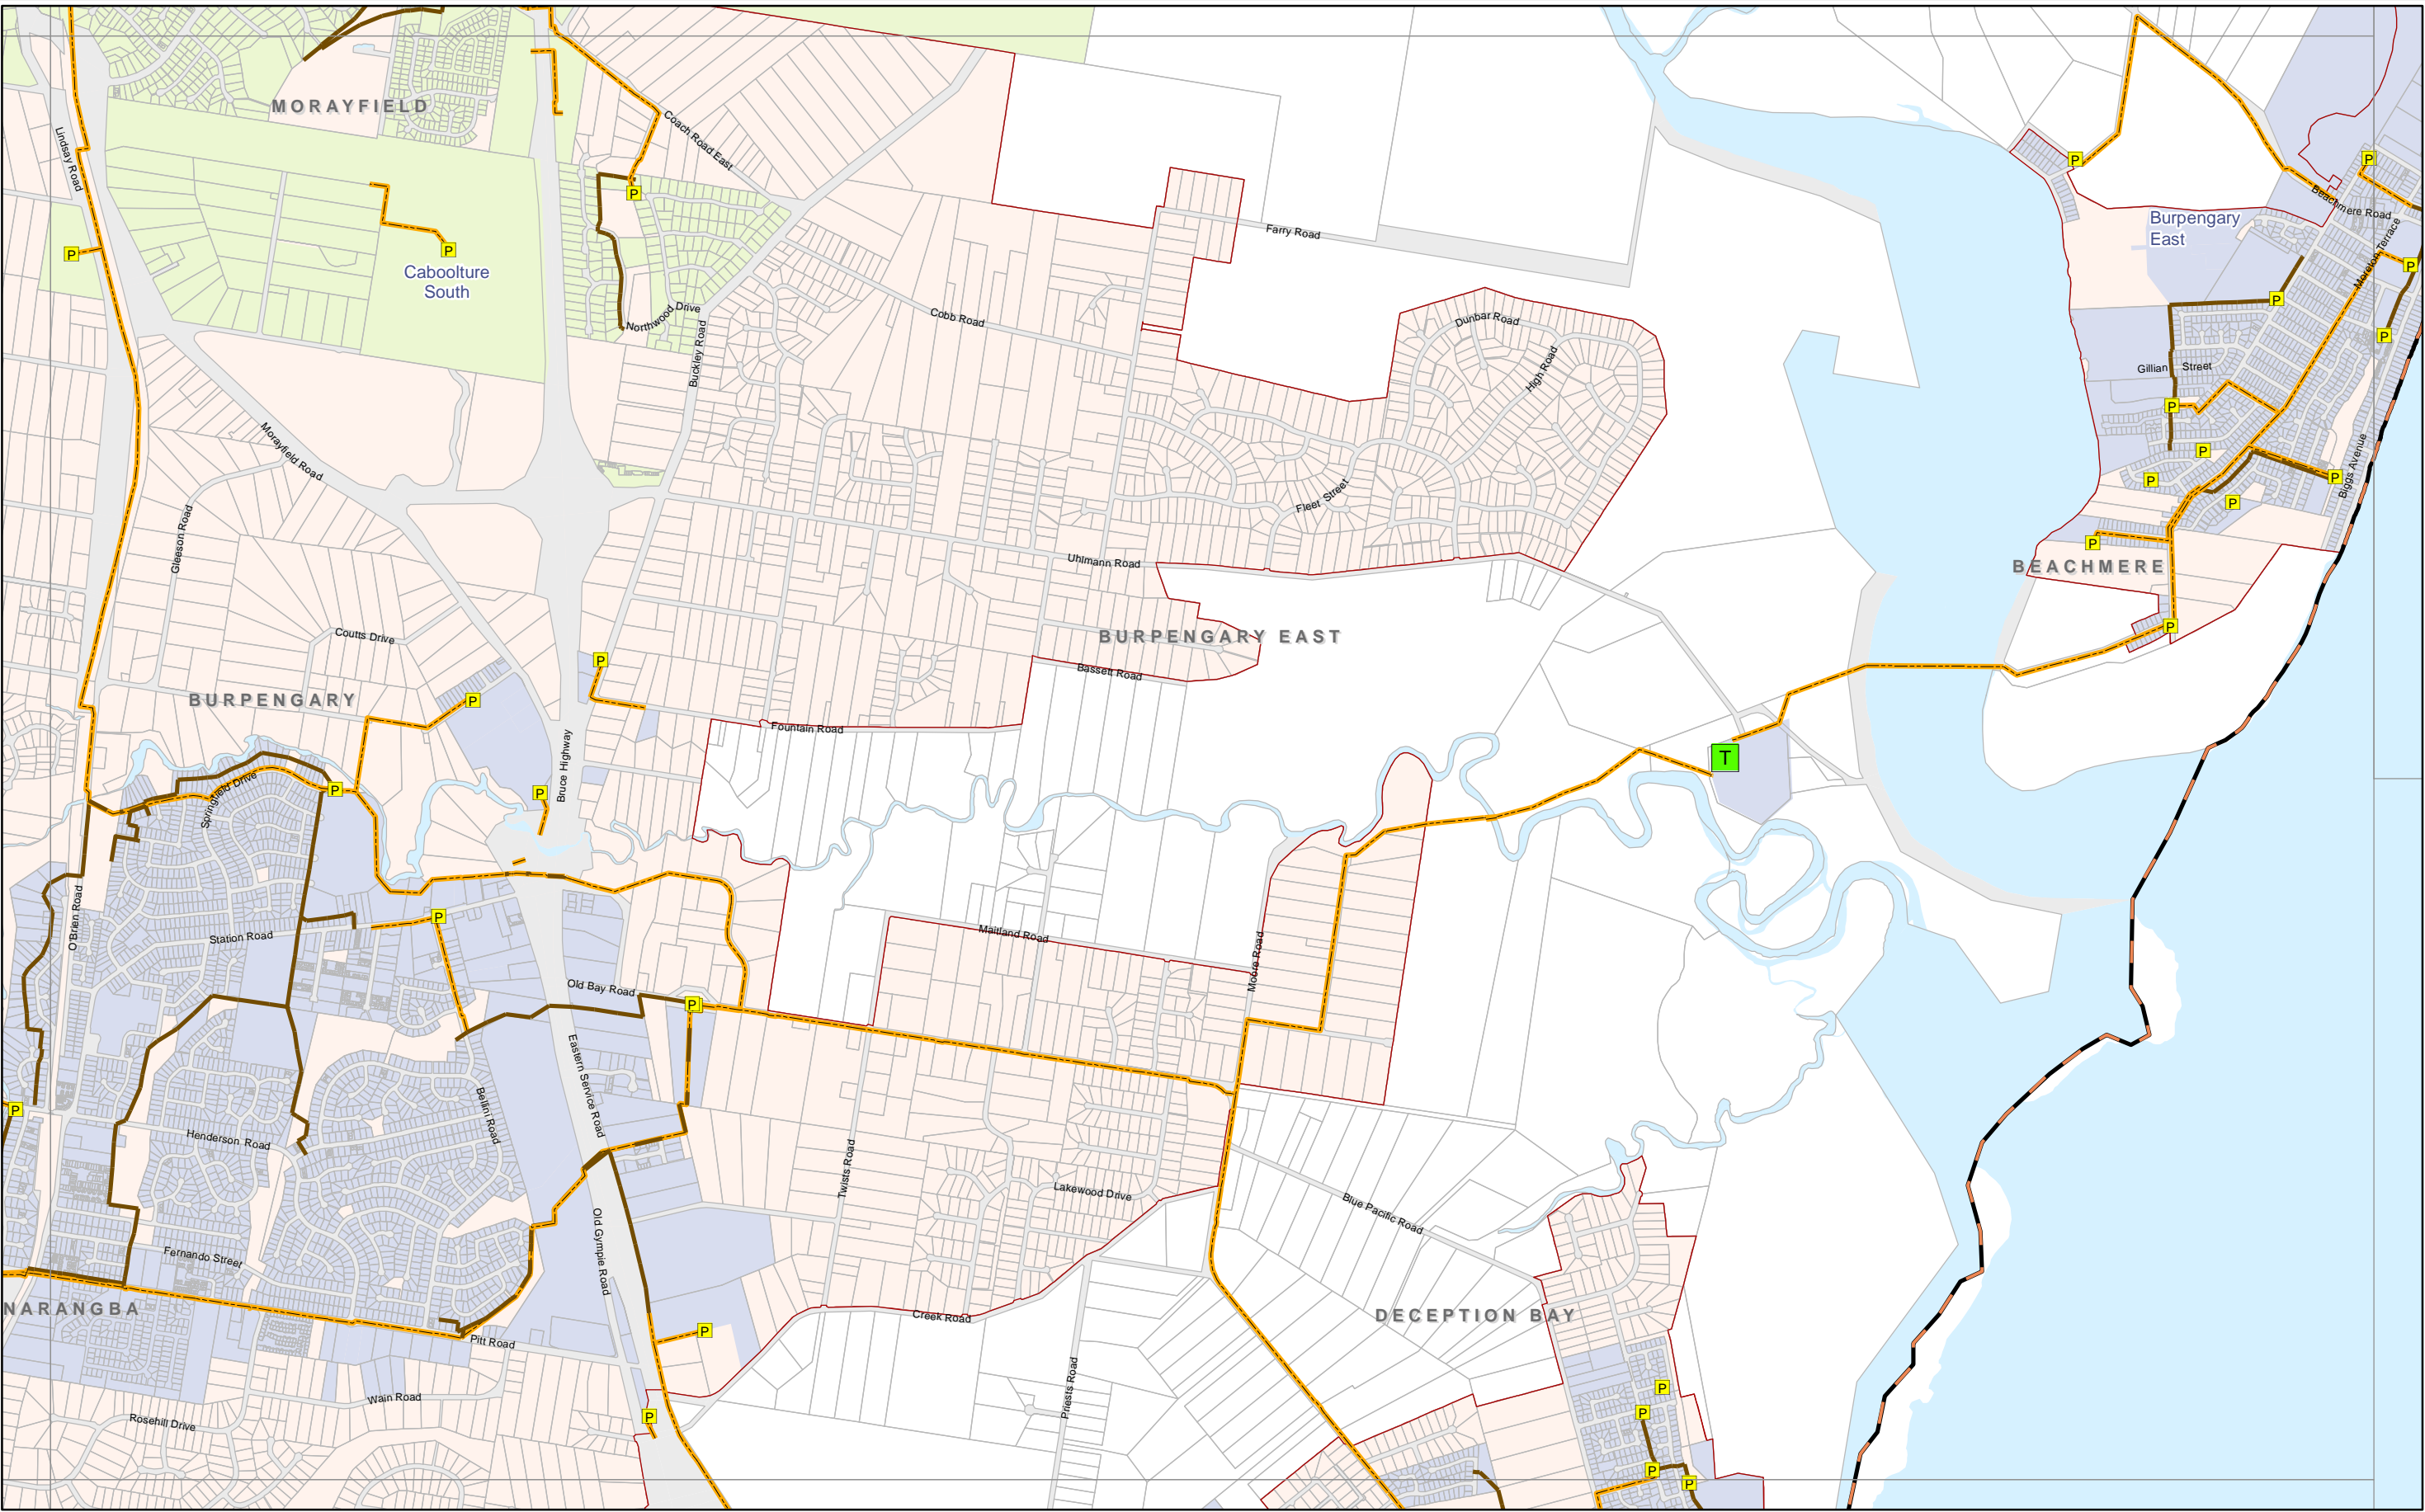 MORAYFIELD
Lindsay Road
Coach Road East
P
P
P
Caboolture
South
P
P
Beachmere Road
Burpengary
East
Moreton Terrace
P
Farry Road
Northwood Drive
Buckley Road
Cobb Road
Dunbar Road
High Road
P
P
Gillian Street
P
Morayfield Road
P
P
P
P
Biggs Avenue
Fleet Street
Gleeson Road
P
Uhlmann Road
BEACHMERE
Coutts Drive
BURPENGARY EAST
P
P
Bassett Road
BURPENGARY
P
Fountain Road
Bruce Highway
T
Springfield Drive
P
P
O'Brien Road
P
Station Road
Maitland Road
Moore Road
Old Bay Road
P
Eastern Service Road
Bellini Road
P
Henderson Road
Twists Road
Lakewood Drive
Blue Pacific Road
Fernando Street
Old Gympie Road
NARANGBA
Creek Road
DECEPTION BAY
P
Pitt Road
Wain Road
Priests Road
P
Rosehill Drive
P
P
P
P